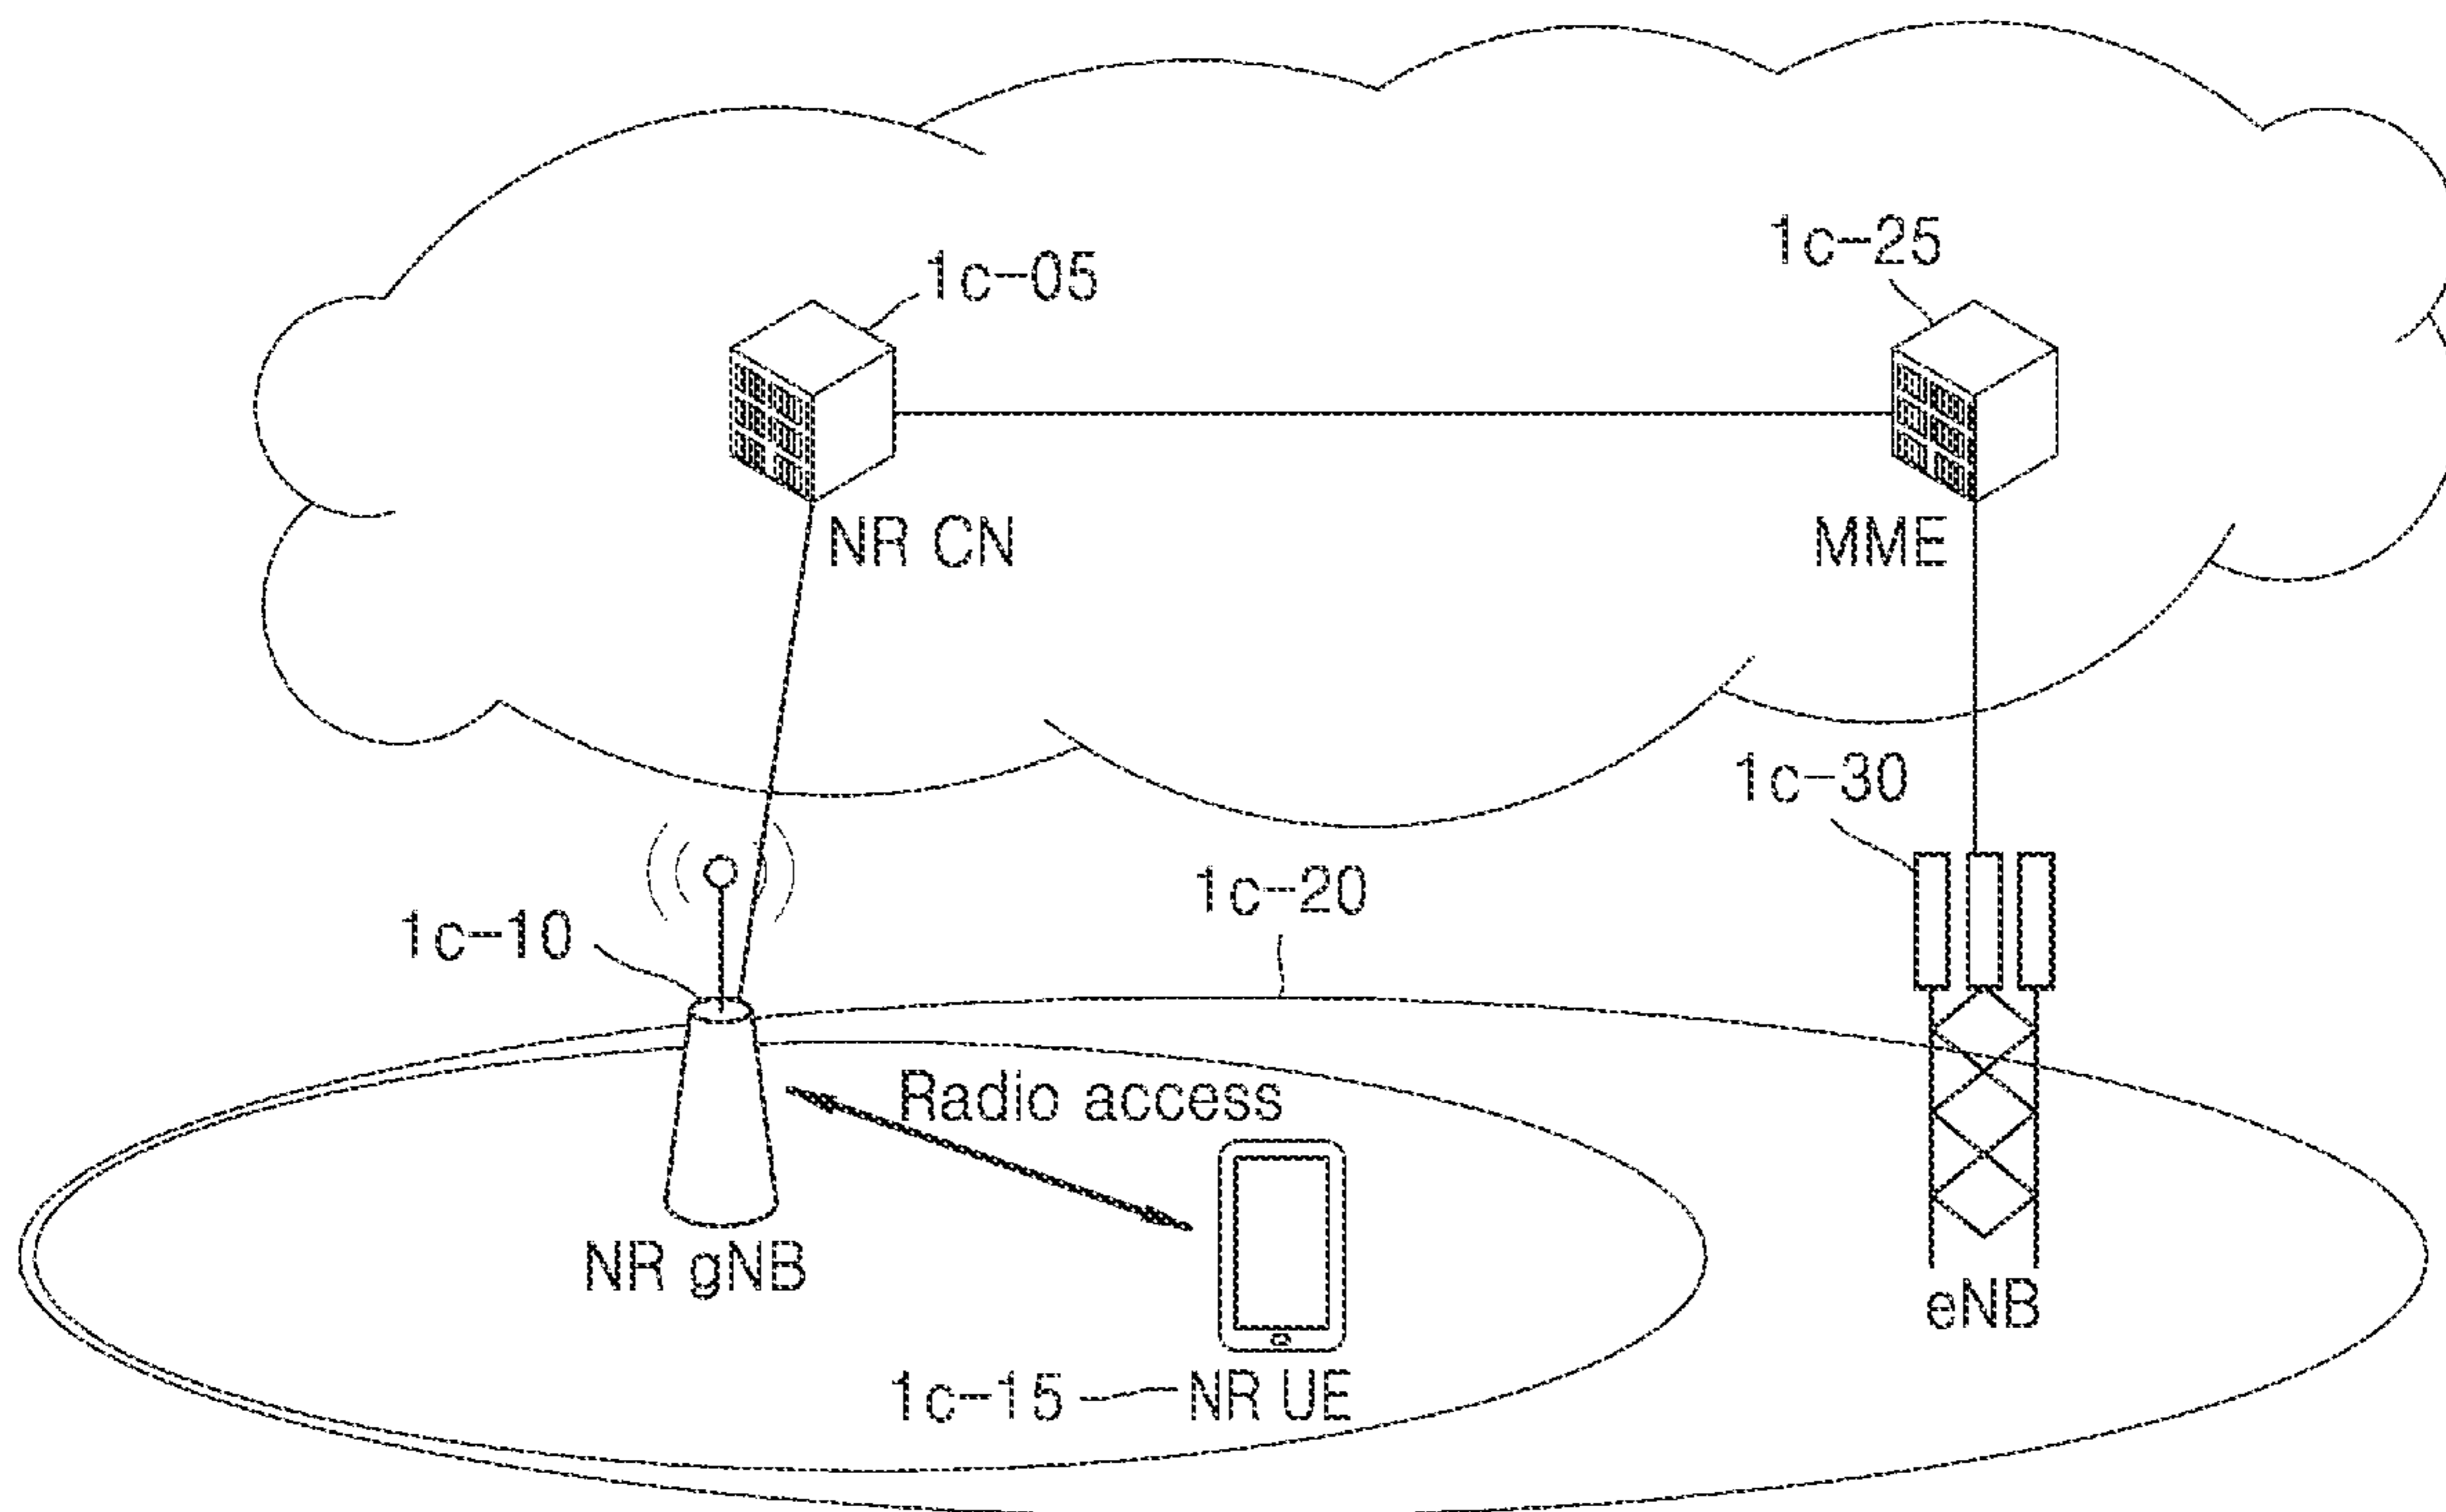 1c-25
1c-05
NR CN
MME
1c-30
1c-20
1c-10
Radio access
NR gNB
eNB
1c-15
NR UE